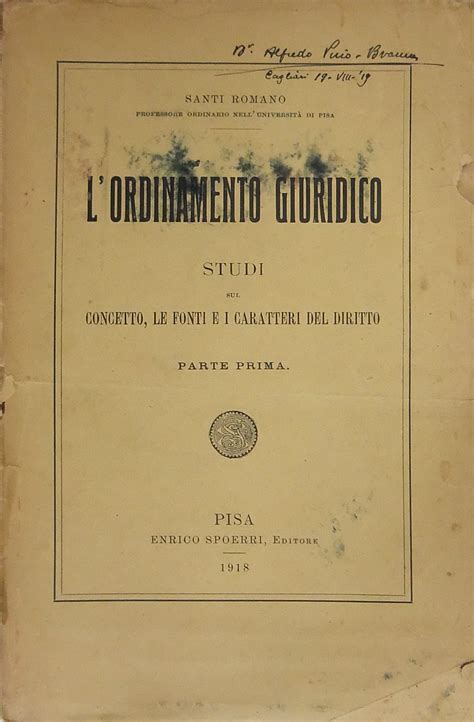 Dr. Alfredo Pino-Branca
Cagliari 19-VIII-'19
SANTI ROMANO
PROFESSORE ORDINARIO NELL'UNIVERSITÀ DI PISA
L'ORDINAMENTO GIURIDICO
STUDI
SUL
CONCETTO, LE FONTI E I CARATTERI DEL DIRITTO
PARTE PRIMA.
PISA
ENRICO SPOERRI, EDITORE
1918